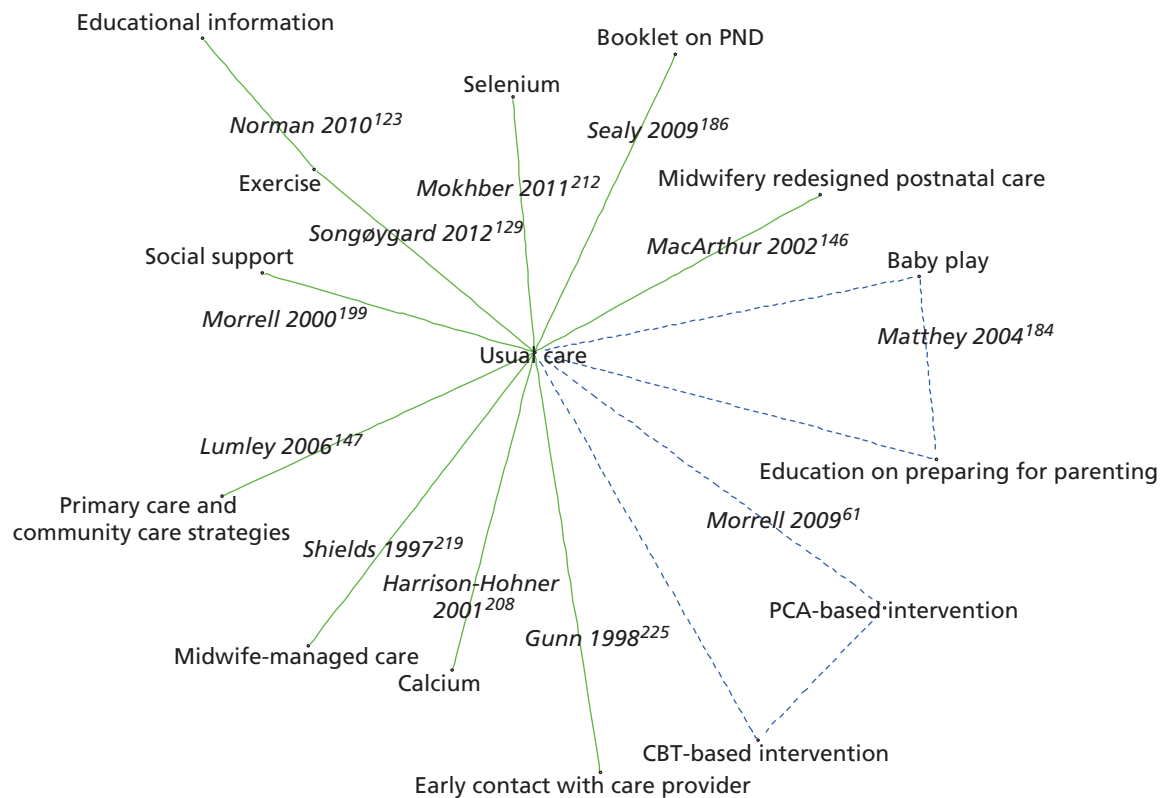 Educational information
Booklet on PND
Selenium
Norman 2010123
Sealy 2009186
Exercise
Mokhber 2011212
Midwifery redesigned postnatal care
Songøygard 2012129
MacArthur 2002146
Social support
Baby play
Morrell 2000199
Matthey 2004184
Usual care
Lumley 2006147
Education on preparing for parenting
Primary care and
community care strategies
Morrell 200961
Shields 1997219
Harrison-Hohner
2001208
PCA-based intervention
Gunn 1998225
Midwife-managed care
Calcium
CBT-based intervention
Early contact with care provider